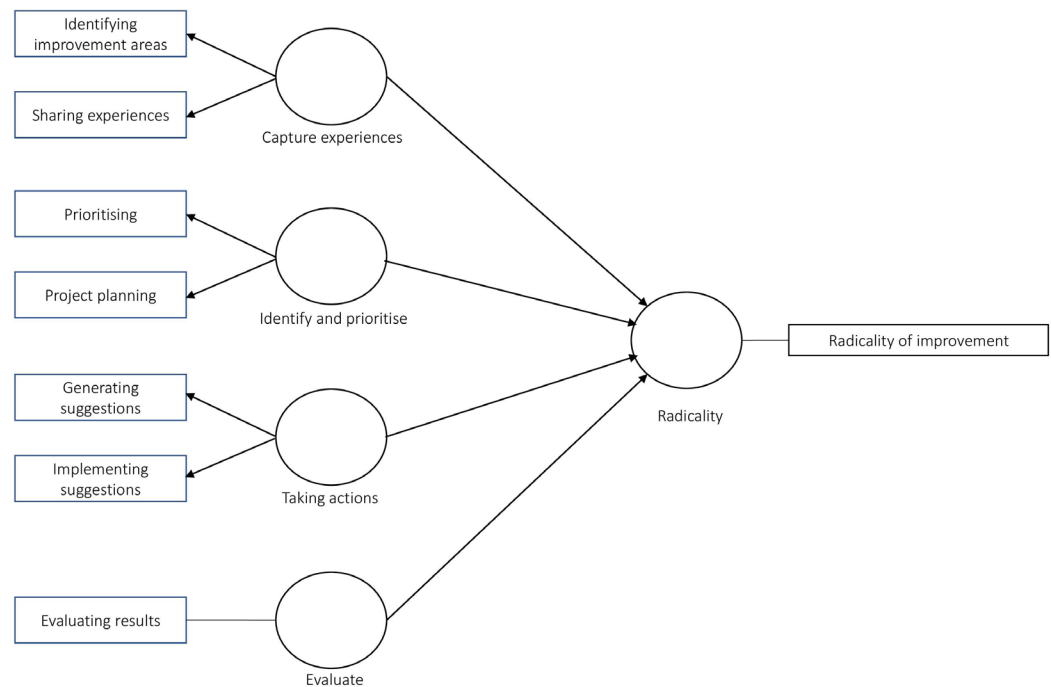 Identifying
improvement areas
Sharing experiences
Capture experiences
Prioritising
Project planning
Identify and prioritise
Generating
suggestions
Implementing
suggestions
Taking actions
Evaluating results
Evaluate
Radicality
Radicality of improvement